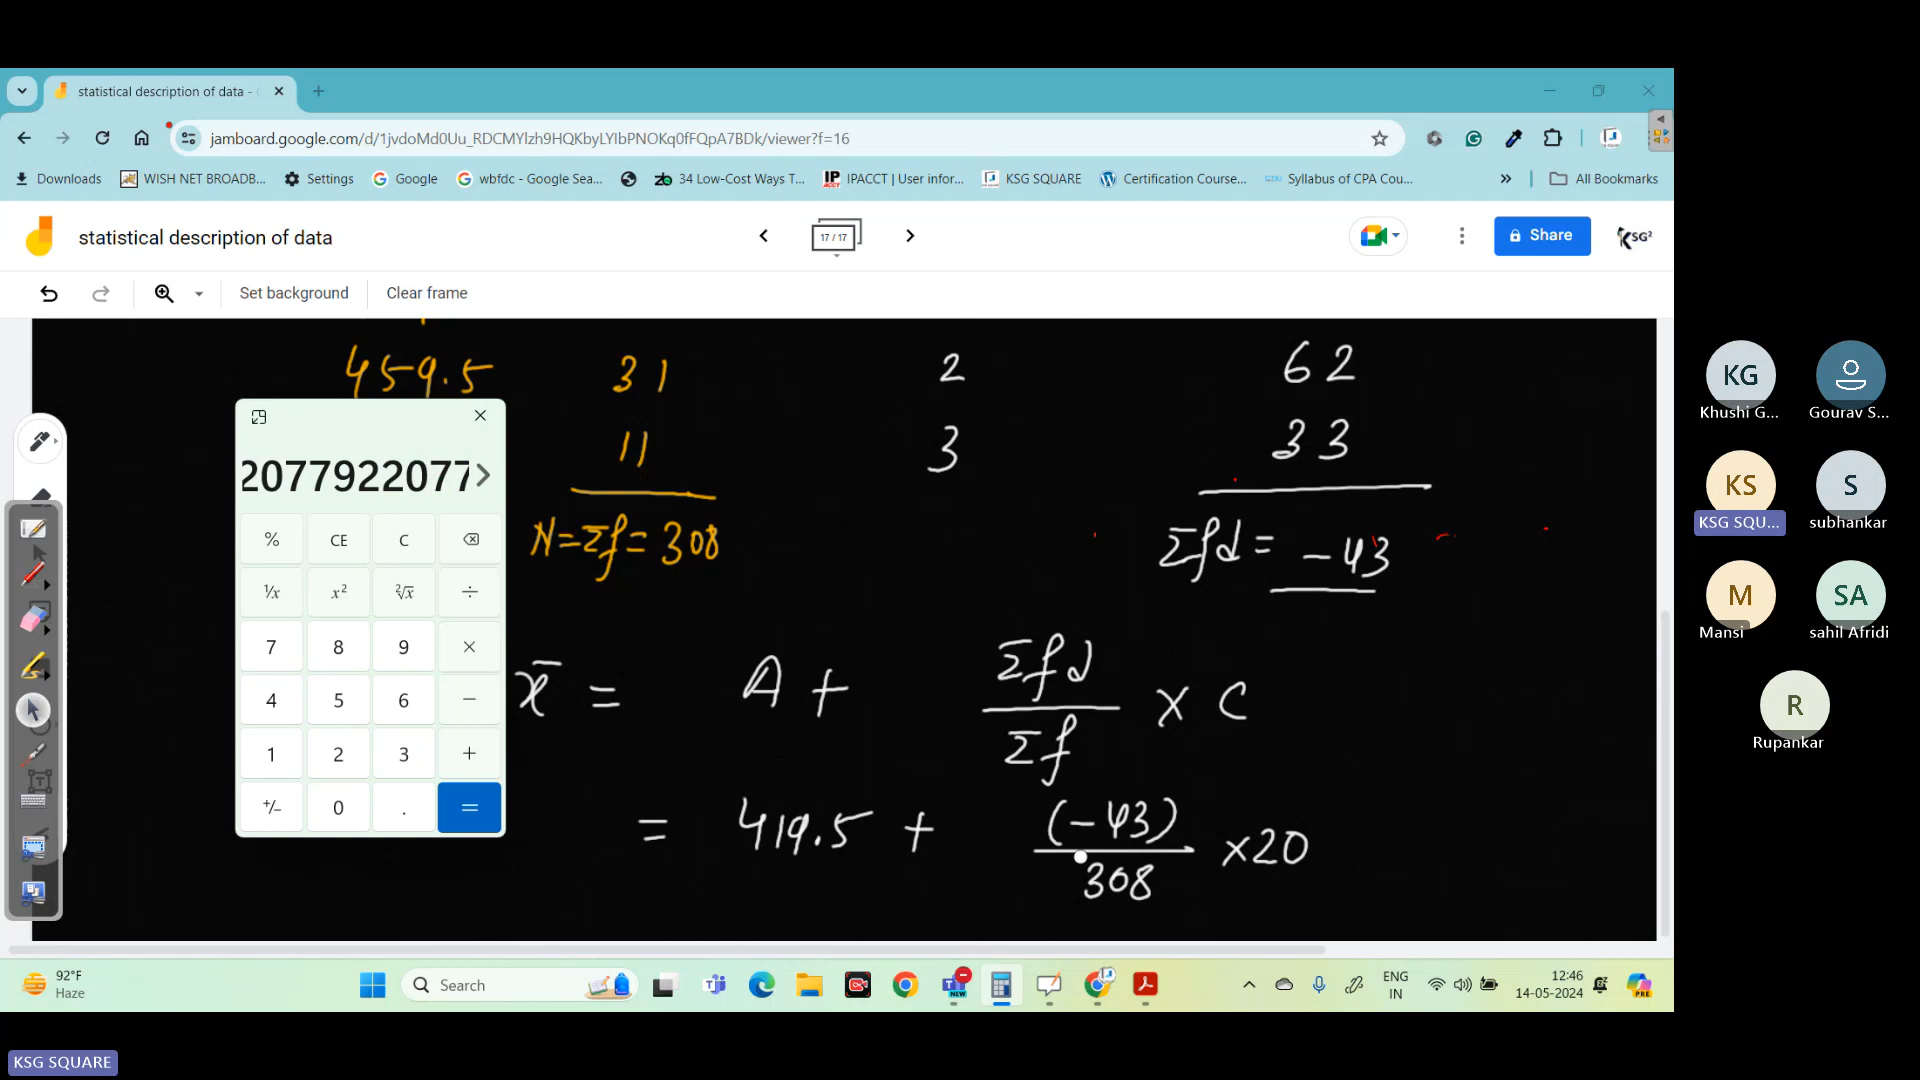 statistical description of data -
jamboard.google.com/d/1jvdoMd0Uu_RDCMYlzh9HQKbyLYlbPNOKq0fFQpA7BDk/viewer?f=16
Downloads WISH NET BROADB... Settings Google wbfdc - Google Sea... 34 Low-Cost Ways T... IP IPACCT | User infor... KSG SQUARE Certification Course... Syllabus of CPA Cou... » All Bookmarks
statistical description of data 17 / 17 Share KSG²
Set background Clear frame
459.5 31 2 62
11 3 33
N=Σf=308 Σfd = -43
x̄ = A + Σfd / Σf × C
= 419.5 + (-43) / 308 ×20
2077922077
% CE C
1/x x² ²√x ÷
7 8 9 ×
4 5 6 −
1 2 3 +
+/− 0 . =
KG
Khushi G... Gourav S...
KS S
KSG SQU... subhankar
M SA
Mansi sahil Afridi
R
Rupankar
92°F
Haze
Search
NEW
ENG
IN
12:46
14-05-2024
PRE
KSG SQUARE